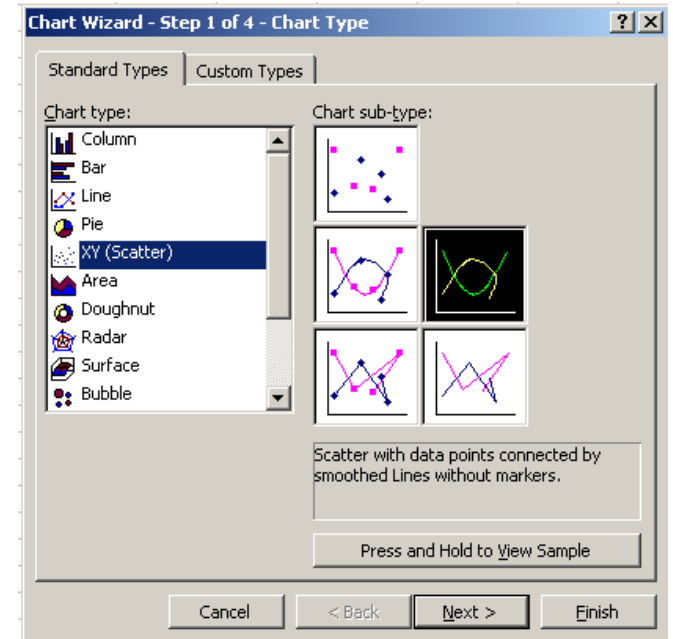 Chart Wizard - Step 1 of 4 - Chart Type
Standard Types
Custom Types
Chart type:
Column
Bar
Line
Pie
XY (Scatter)
Area
Doughnut
Radar
Surface
Bubble
Chart sub-type:
Scatter with data points connected by
smoothed Lines without markers.
Press and Hold to View Sample
Cancel
< Back
Next >
Finish